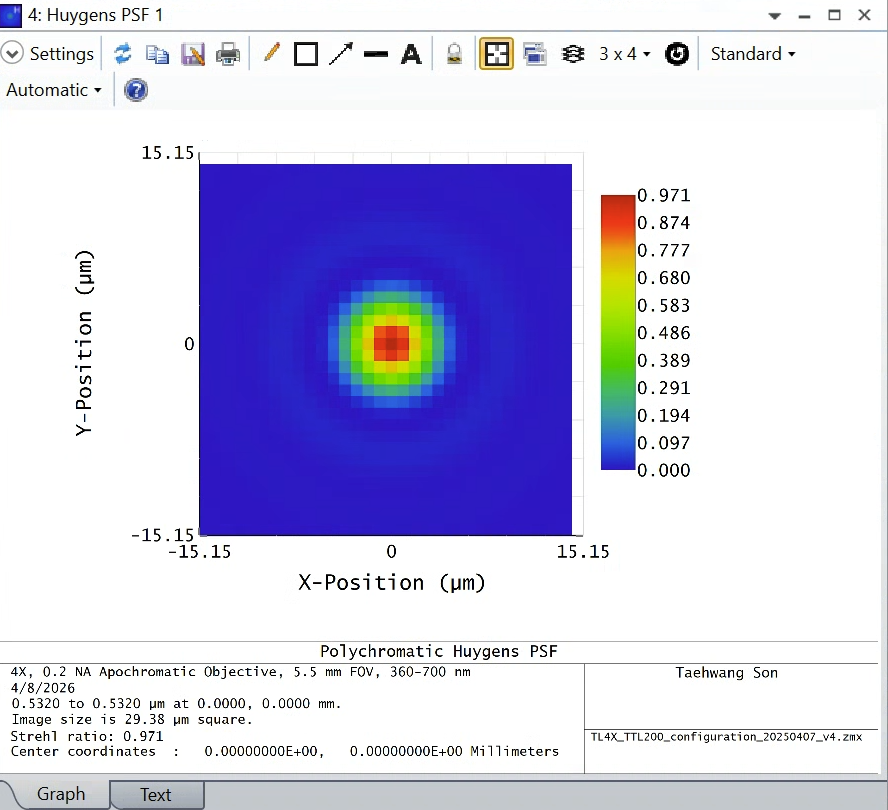 4: Huygens PSF 1
Settings
A
3 x 4
Standard
Automatic
?
15.15
0
-15.15
Y-Position (µm)
-15.15
0
15.15
X-Position (µm)
0.971
0.874
0.777
0.680
0.583
0.486
0.389
0.291
0.194
0.097
0.000
Polychromatic Huygens PSF
4X, 0.2 NA Apochromatic Objective, 5.5 mm FOV, 360-700 nm
4/8/2026
0.5320 to 0.5320 µm at 0.0000, 0.0000 mm.
Image size is 29.38 µm square.
Strehl ratio: 0.971
Center coordinates : 0.00000000E+00, 0.00000000E+00 Millimeters
Taehwang Son
TL4X_TTL200_configuration_20250407_v4.zmx
Graph
Text